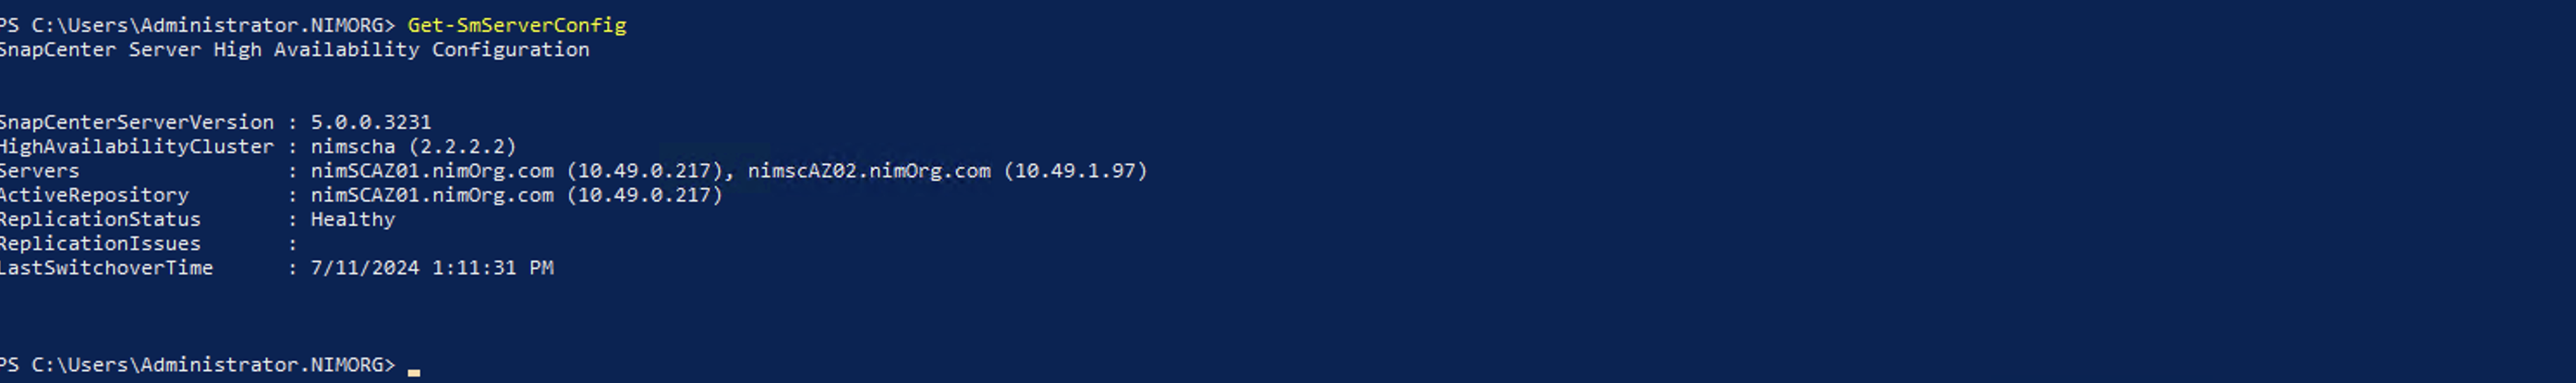 PS C:\Users\Administrator.NIMORG> Get-SmServerConfig
SnapCenter Server High Availability Configuration
SnapCenterServerVersion : 5.0.0.3231
HighAvailabilityCluster : nimscha (2.2.2.2)
Servers : nimSCAZ01.nimOrg.com (10.49.0.217), nimscAZ02.nimOrg.com (10.49.1.97)
ActiveRepository : nimSCAZ01.nimOrg.com (10.49.0.217)
ReplicationStatus : Healthy
ReplicationIssues :
LastSwitchoverTime : 7/11/2024 1:11:31 PM
PS C:\Users\Administrator.NIMORG>